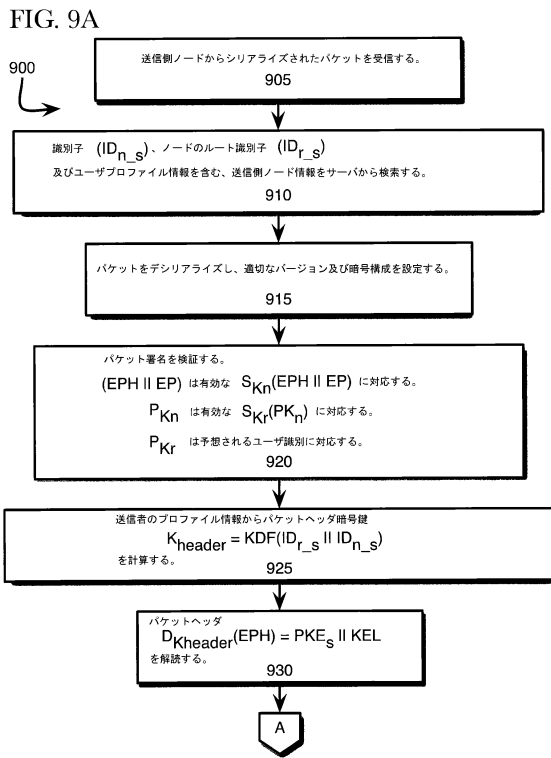 FIG. 9A
900
送信側ノードからシリアライズされたパケットを受信する。
905
識別子 (IDn_s)、ノードのルート識別子 (IDr_s)
及びユーザプロファイル情報を含む、送信側ノード情報をサーバから検索する。
910
パケットをデシリアライズし、適切なバージョン及び暗号構成を設定する。
915
パケット署名を検証する。
(EPH II EP) は有効な SKn(EPH II EP) に対応する。
PKn は有効な SKr(PKn) に対応する。
PKr は予想されるユーザ識別に対応する。
920
送信者のプロファイル情報からパケットヘッダ暗号鍵
Kheader = KDF(IDr_s II IDn_s)
を計算する。
925
パケットヘッダ
DKheader(EPH) = PKEs II KEL
を解読する。
930
A